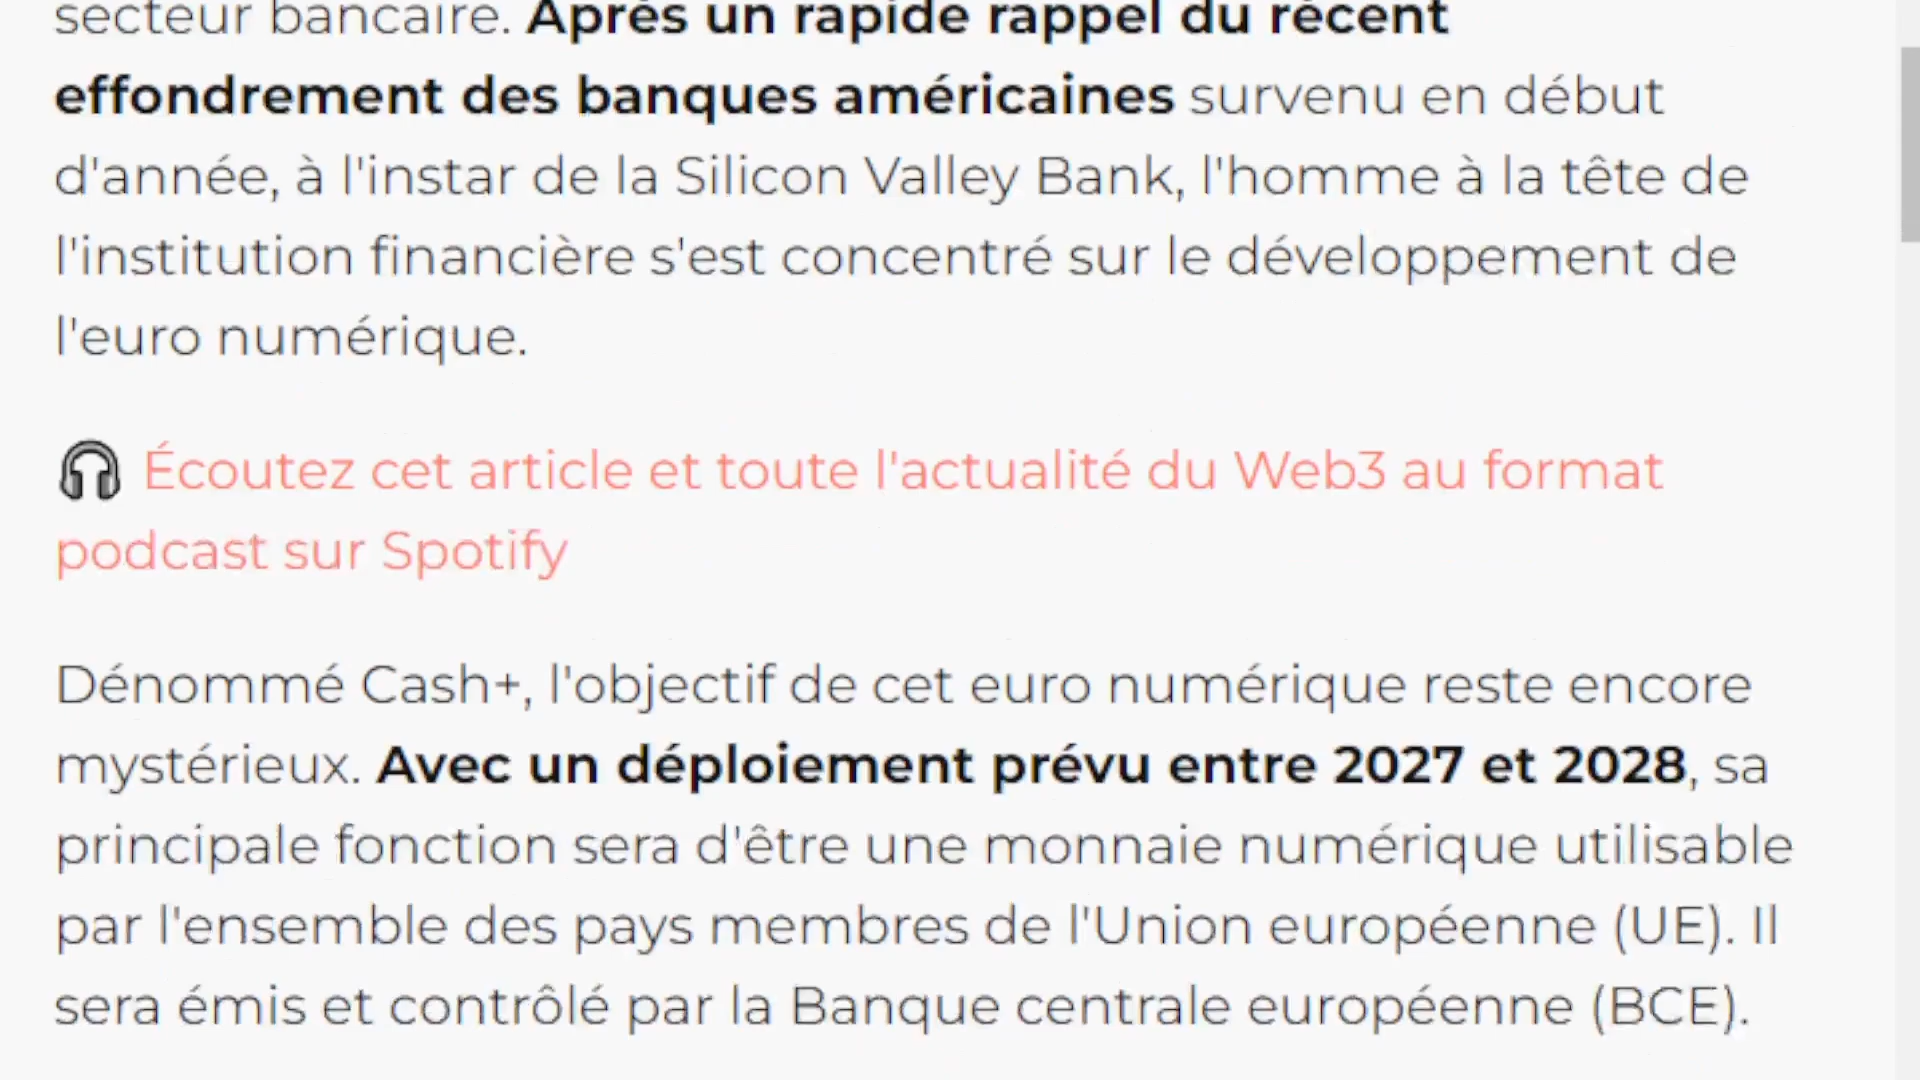 secteur bancaire. Après un rapide rappel du récent
effondrement des banques américaines survenu en début
d'année, à l'instar de la Silicon Valley Bank, l'homme à la tête de
l'institution financière s'est concentré sur le développement de
l'euro numérique.
🎧 Écoutez cet article et toute l'actualité du Web3 au format
podcast sur Spotify
Dénommé Cash+, l'objectif de cet euro numérique reste encore
mystérieux. Avec un déploiement prévu entre 2027 et 2028, sa
principale fonction sera d'être une monnaie numérique utilisable
par l'ensemble des pays membres de l'Union européenne (UE). Il
sera émis et contrôlé par la Banque centrale européenne (BCE).